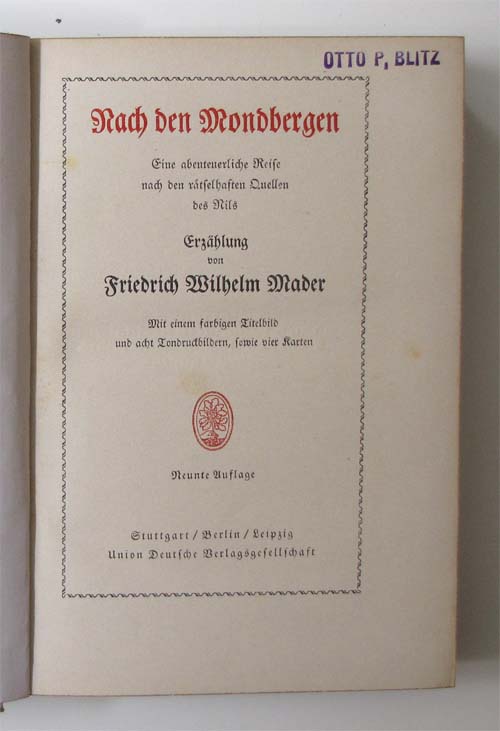 OTTO P. BLITZ
Nach den Mondbergen
Eine abenteuerliche Reise
nach den rätselhaften Quellen
des Nils
Erzählung
von
Friedrich Wilhelm Mader
Mit einem farbigen Titelbild
und acht Tondruckbildern, sowie vier Karten
Neunte Auflage
Stuttgart / Berlin / Leipzig
Union Deutsche Verlagsgesellschaft